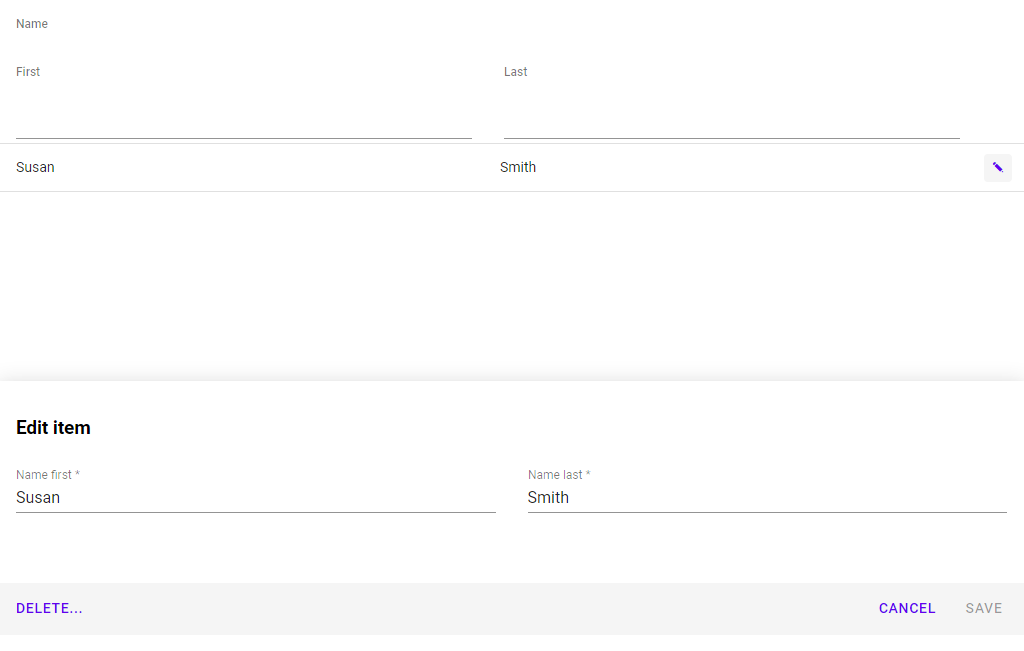 Name
First Last
Susan Smith
Edit item
Name first * Name last *
Susan Smith
DELETE... CANCEL SAVE